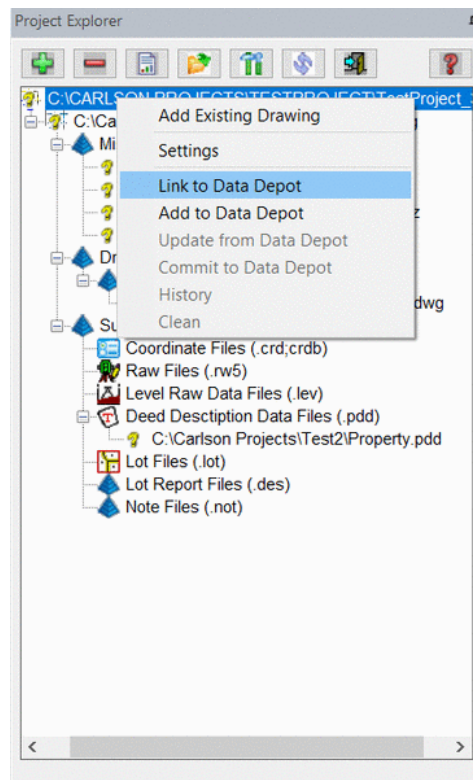 Project Explorer
C:\CARLSON PROJECTS\TESTPROJECT\TestProject_
C:\Ca
Add Existing Drawing
Mi
Settings
Link to Data Depot
Add to Data Depot
z
Update from Data Depot
Dr
Commit to Data Depot
History
dwg
Su
Clean
Coordinate Files (.crd;crdb)
Raw Files (.rw5)
Level Raw Data Files (.lev)
Deed Desctiption Data Files (.pdd)
C:\Carlson Projects\Test2\Property.pdd
Lot Files (.lot)
Lot Report Files (.des)
Note Files (.not)